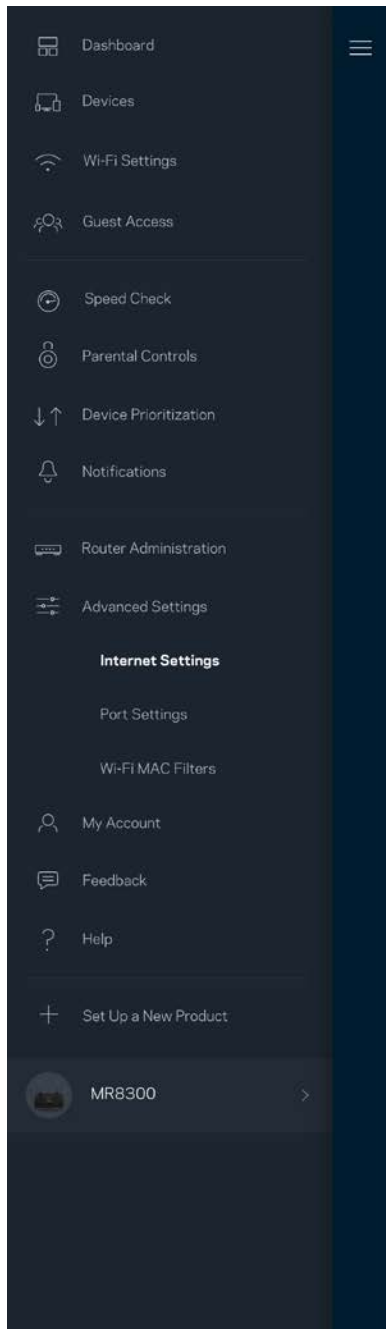 Dashboard
Devices
Wi-Fi Settings
Guest Access
Speed Check
Parental Controls
Device Prioritization
Notifications
Router Administration
Advanced Settings
Internet Settings
Port Settings
Wi-Fi MAC Filters
My Account
Feedback
Help
Set Up a New Product
MR8300